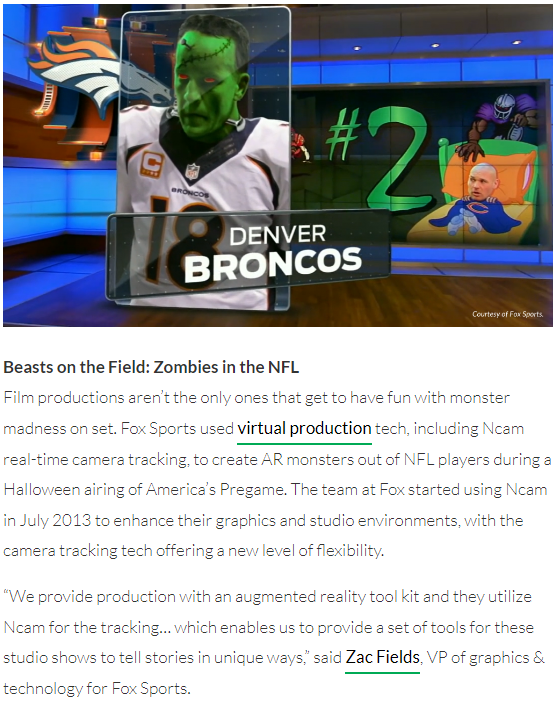 #2
C
NFL
BRONCOS
18
DENVER
BRONCOS
Courtesy of Fox Sports.
Beasts on the Field: Zombies in the NFL
Film productions aren’t the only ones that get to have fun with monster
madness on set. Fox Sports used virtual production tech, including Ncam
real-time camera tracking, to create AR monsters out of NFL players during a
Halloween airing of America’s Pregame. The team at Fox started using Ncam
in July 2013 to enhance their graphics and studio environments, with the
camera tracking tech offering a new level of flexibility.
“We provide production with an augmented reality tool kit and they utilize
Ncam for the tracking... which enables us to provide a set of tools for these
studio shows to tell stories in unique ways,” said Zac Fields, VP of graphics &
technology for Fox Sports.